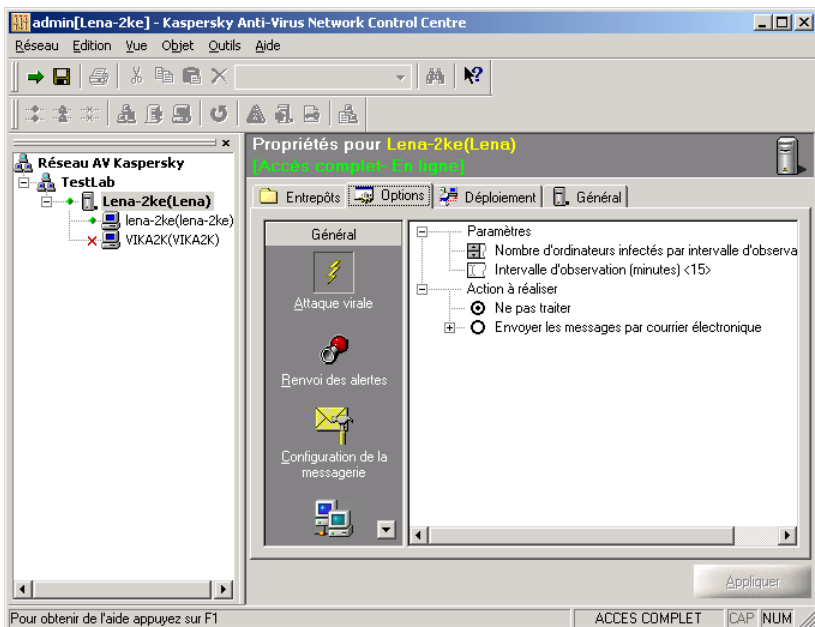 admin[Lena-2ke] - Kaspersky Anti-Virus Network Control Centre
Réseau Edition Vue Objet Outils Aide
Réseau AV Kaspersky
TestLab
Lena-2ke(Lena)
lena-2ke(lena-2ke)
VIKA2K(VIKA2K)
Propriétés pour Lena-2ke(Lena)
[Accès complet- En ligne]
Entrepôts Options Déploiement Général
Général
Attaque virale
Renvoi des alertes
Configuration de la
messagerie
Paramètres
Nombre d'ordinateurs infectés par intervalle d'observa
Intervalle d'observation (minutes) <15>
Action à réaliser
Ne pas traiter
Envoyer les messages par courrier électronique
Appliquer
Pour obtenir de l'aide appuyez sur F1 ACCES COMPLET CAP NUM